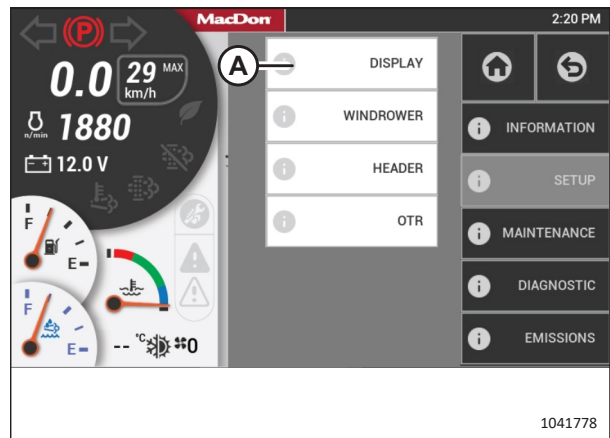 MacDon
2:20 PM
P
0.0
29 MAX
km/h
n/min
1880
12.0 V
F
E
F
E
-- °C
0
A
DISPLAY
WINDROWER
HEADER
OTR
i INFORMATION
i SETUP
i MAINTENANCE
i DIAGNOSTIC
i EMISSIONS
1041778